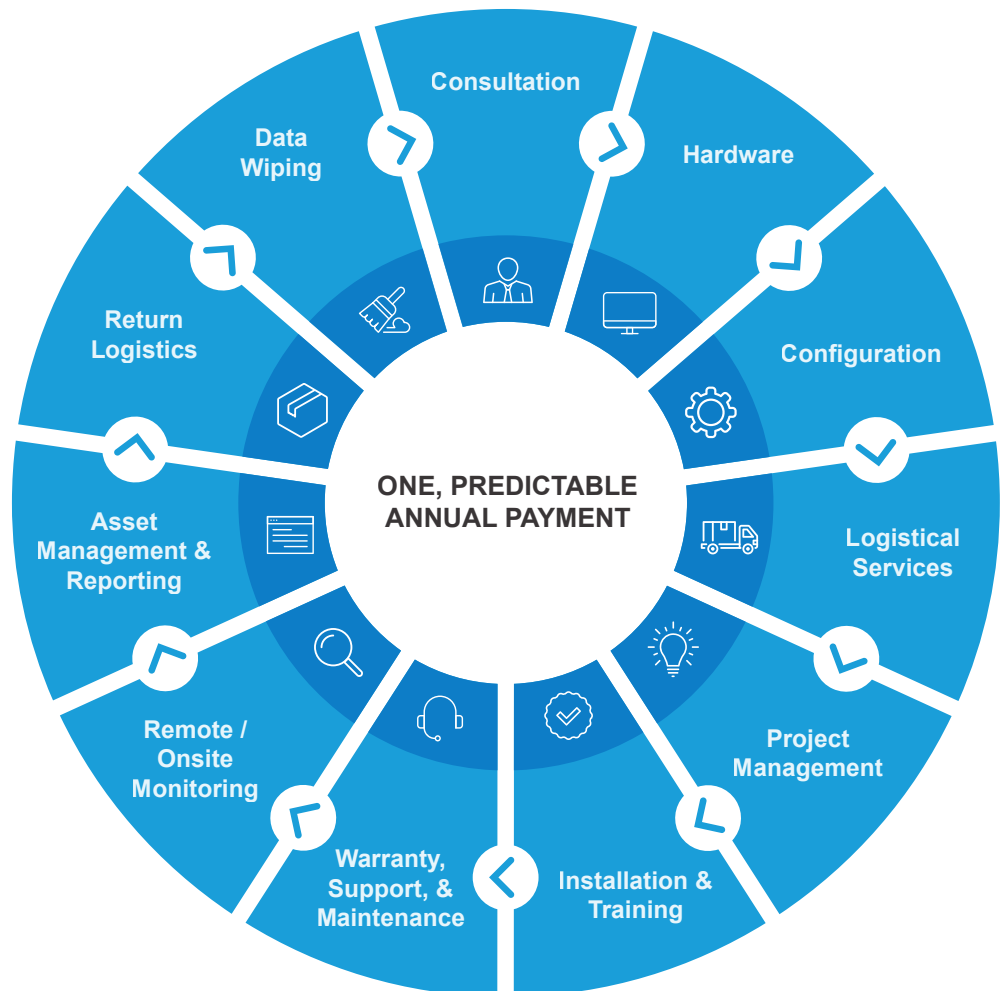 Consultation
Hardware
Configuration
Logistical
Services
Project
Management
Installation &
Training
Warranty,
Support, &
Maintenance
Remote /
Onsite
Monitoring
Asset
Management &
Reporting
Return
Logistics
Data
Wiping
ONE, PREDICTABLE
ANNUAL PAYMENT